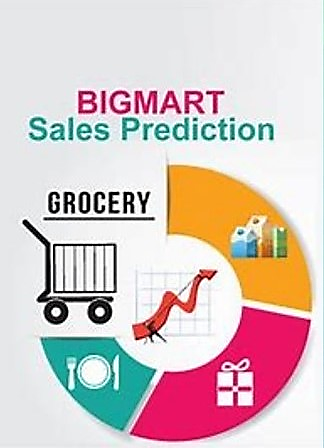 BIGMART
Sales Prediction
GROCERY